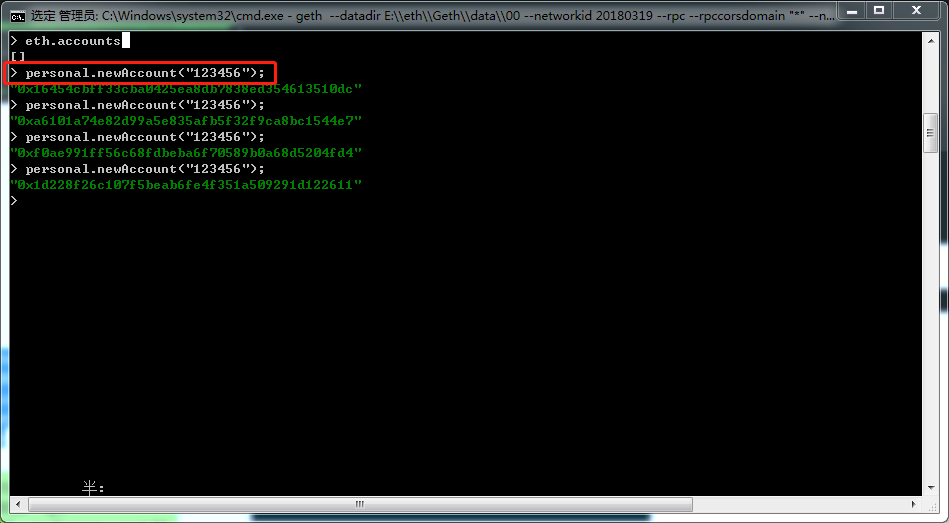 选定 管理员: C:\Windows\system32\cmd.exe - geth --datadir E:\\eth\\Geth\\data\\00 --networkid 20180319 --rpc --rpccorsdomain "*" --n...
> eth.accounts
[]
> personal.newAccount("123456");
"0x16454cbff33cba0425ea8db7838ed354613510dc"
> personal.newAccount("123456");
"0xa6101a74e82d99a5e835afb5f32f9ca8bc1544e7"
> personal.newAccount("123456");
"0xf0ae991ff56c68fdbeba6f70589b0a68d5204fd4"
> personal.newAccount("123456");
"0x1d228f26c107f5beab6fe4f351a509291d122611"
>
半: